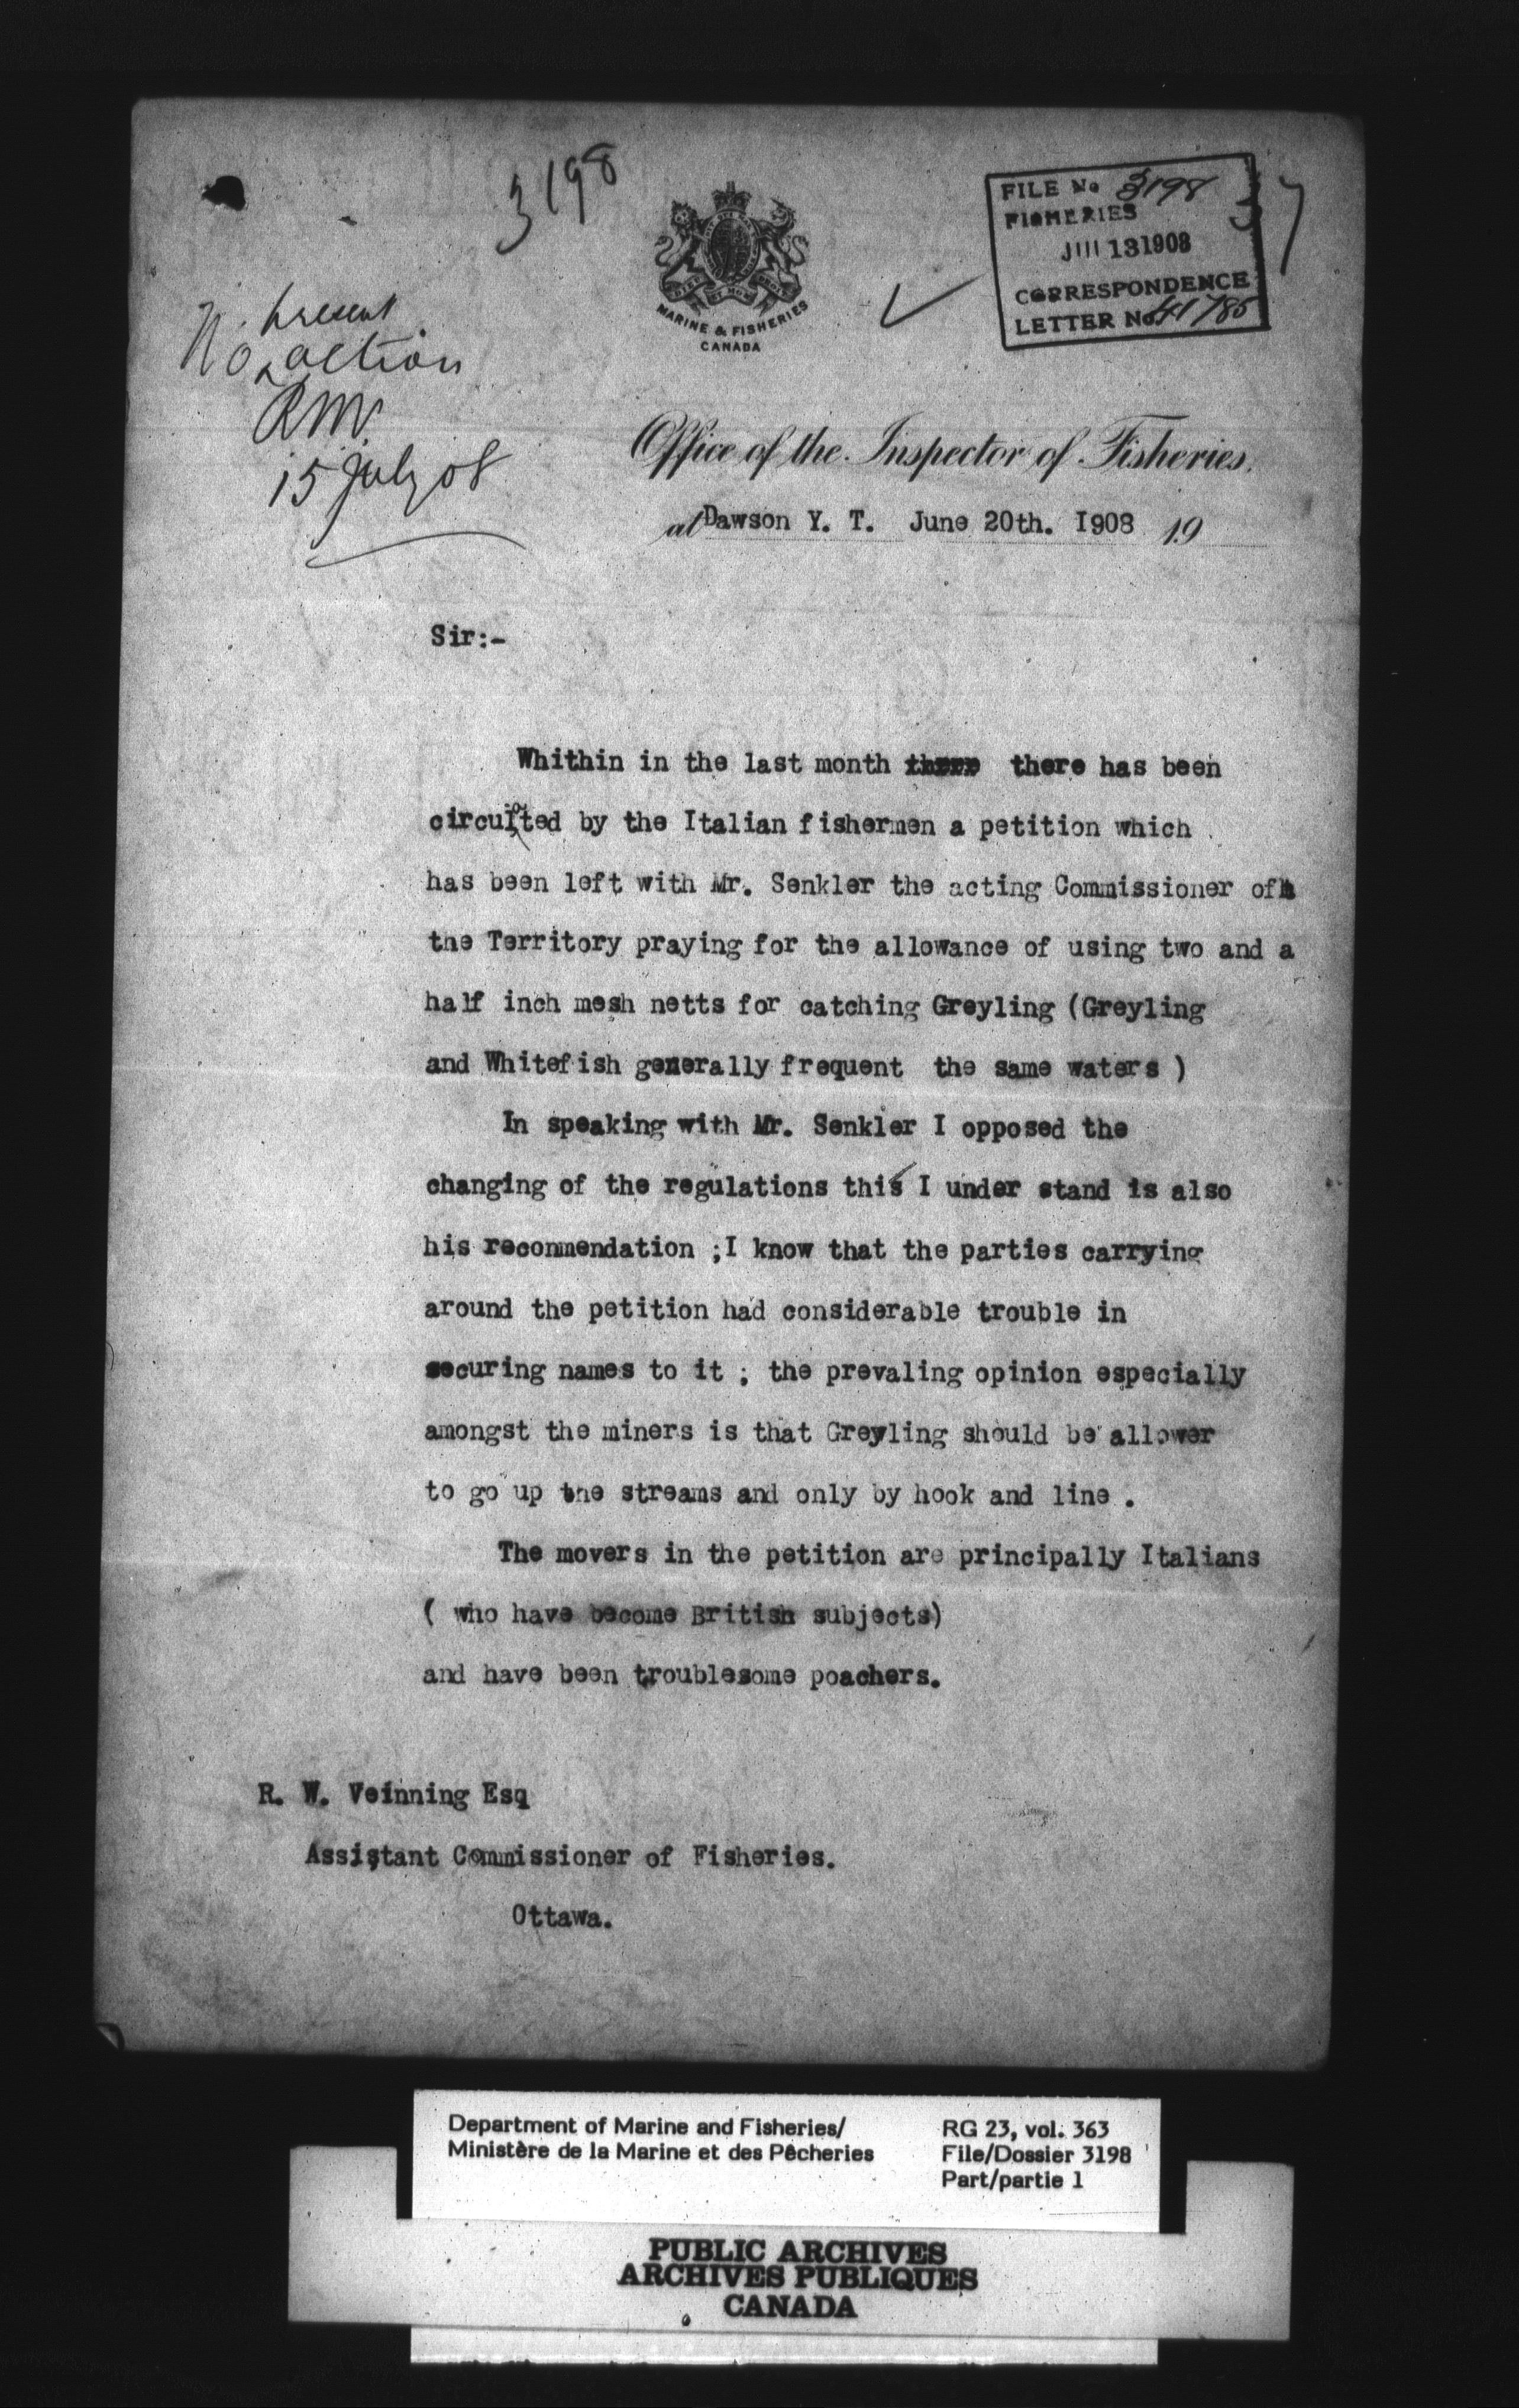 3198
FILE No 3198
37
FISHERIES
JUL 13 1908
CORRESPONDENCE
LETTER No. 41785
MARINE & FISHERIES
CANADA
No present action
RNV
15 July 08
Office of the Inspector of Fisheries.
at Dawson Y. T. June 20th. I908 19
Sir:-
Whithin in the last month there has been
circulated by the Italian fishermen a petition which
has been left with Mr. Senkler the acting Commissioner of
the Territory praying for the allowance of using two and a
half inch mesh netts for catching Greyling (Greyling
and Whitefish generally frequent the same waters )
In speaking with Mr. Senkler I opposed the
changing of the regulations this I under stand is also
his recommendation ;I know that the parties carrying
around the petition had considerable trouble in
securing names to it ; the prevaling opinion especially
amongst the miners is that Greyling should be allower
to go up the streams and only by hook and line .
The movers in the petition are principally Italians
( who have become British subjects)
and have been troublesome poachers.
R. W. Veinning Esq
Assistant Commissioner of Fisheries.
Ottawa.
Department of Marine and Fisheries/
Ministère de la Marine et des Pêcheries
RG 23, vol. 363
File/Dossier 3198
Part/partie 1
PUBLIC ARCHIVES
ARCHIVES PUBLIQUES
CANADA